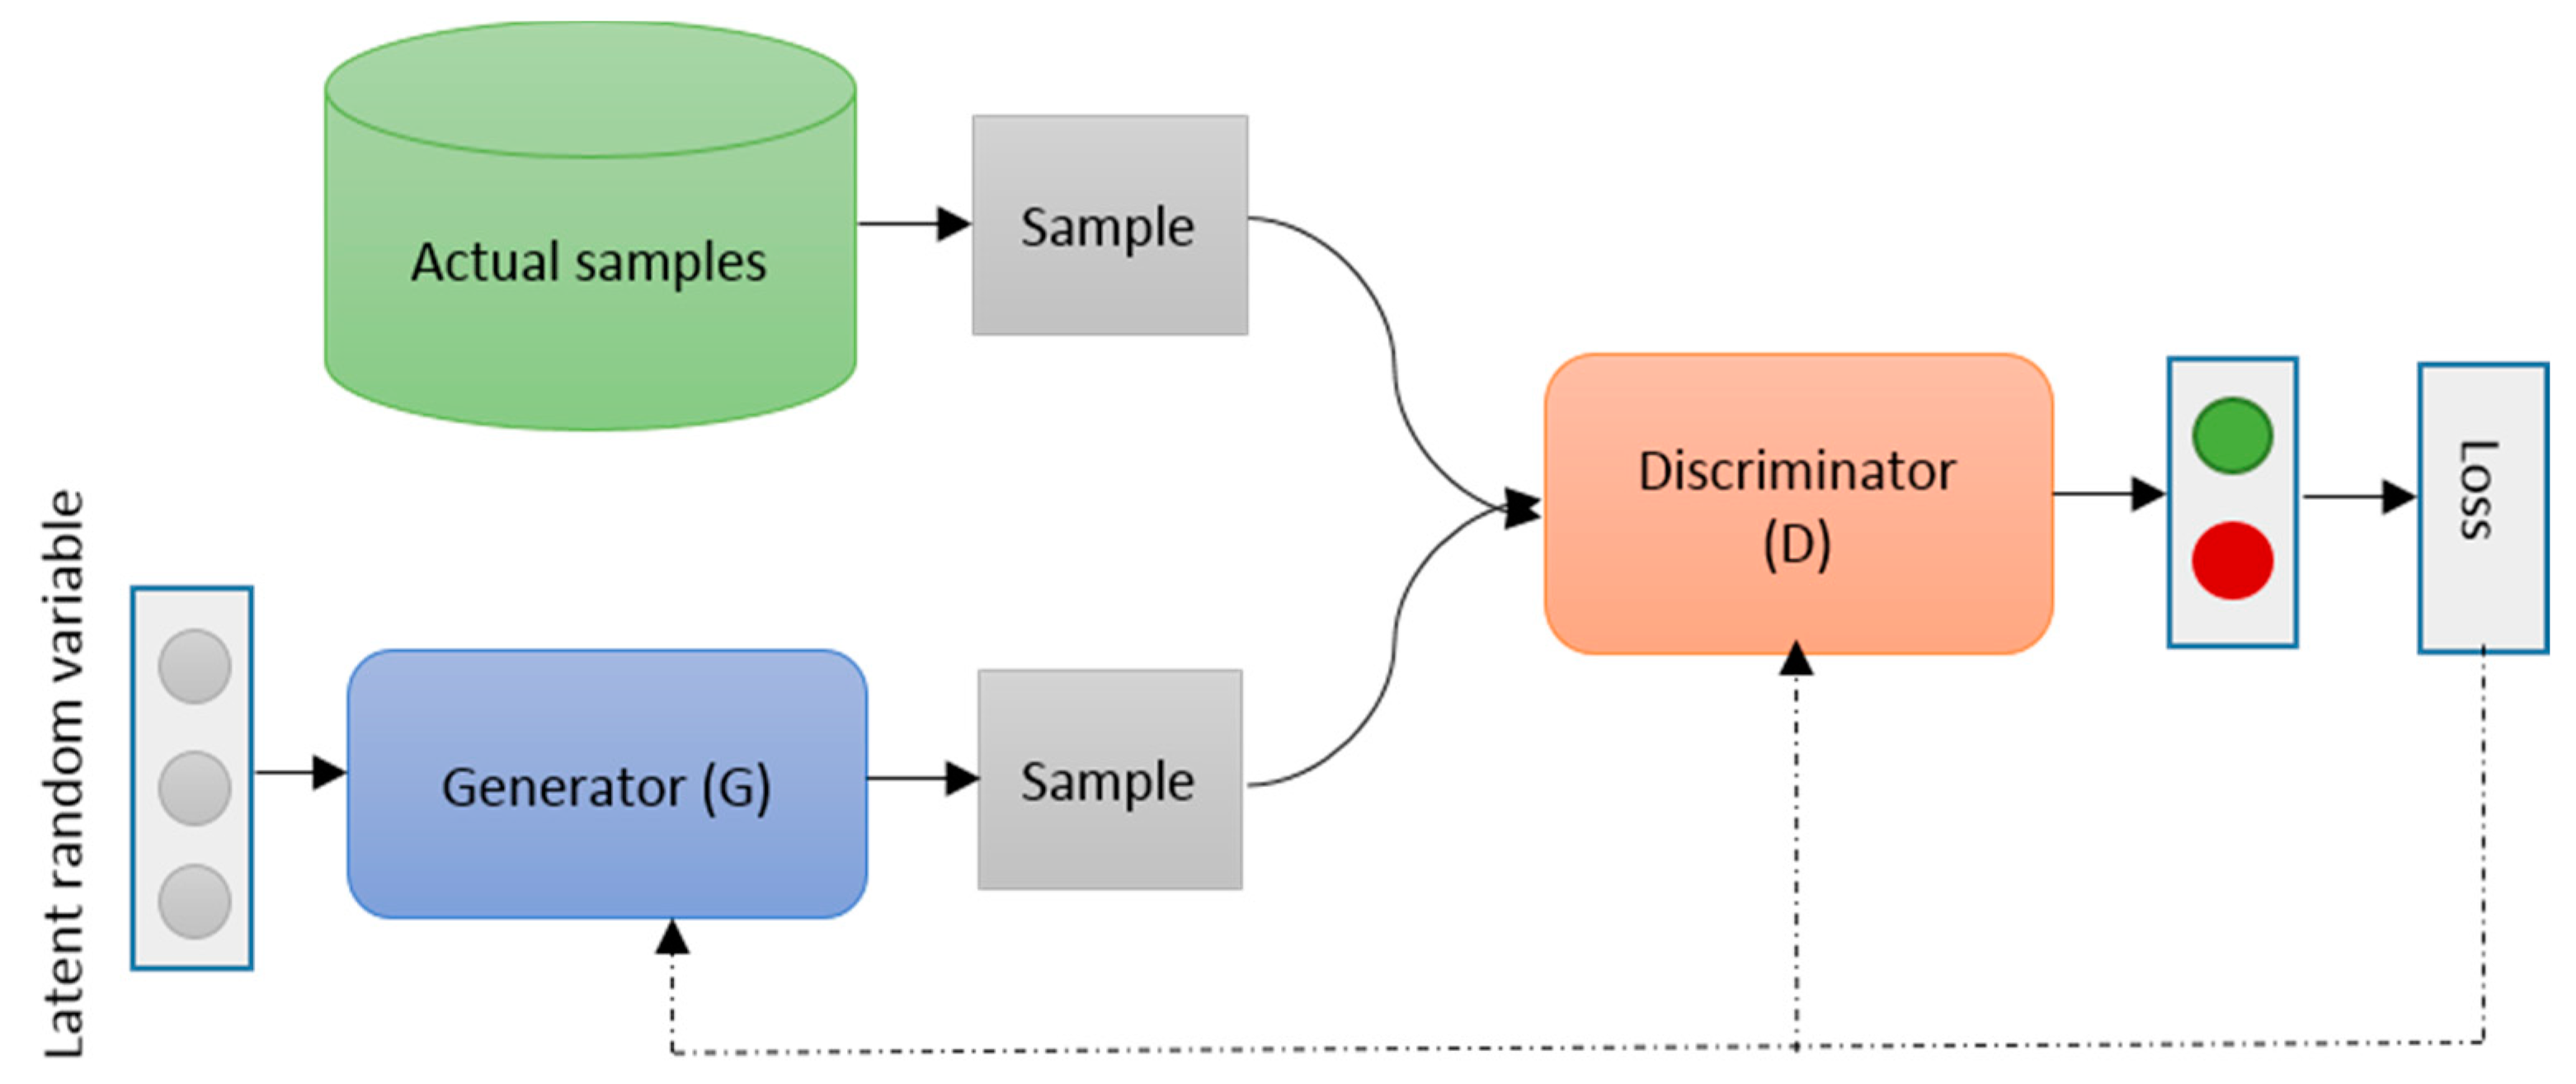 Actual samples
Sample
Discriminator
(D)
Loss
Latent random variable
Generator (G)
Sample